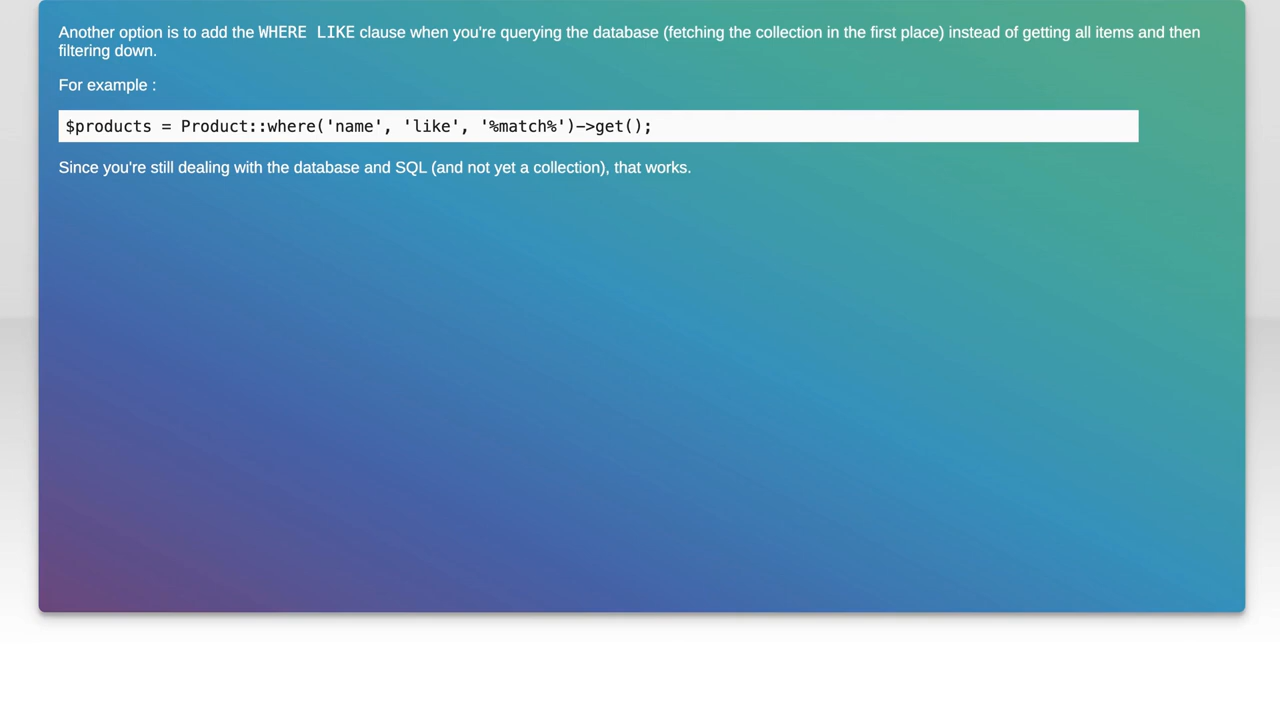 Another option is to add the WHERE LIKE clause when you're querying the database (fetching the collection in the first place) instead of getting all items and then
filtering down.
For example :
$products = Product::where('name', 'like', '%match%')->get();
Since you're still dealing with the database and SQL (and not yet a collection), that works.